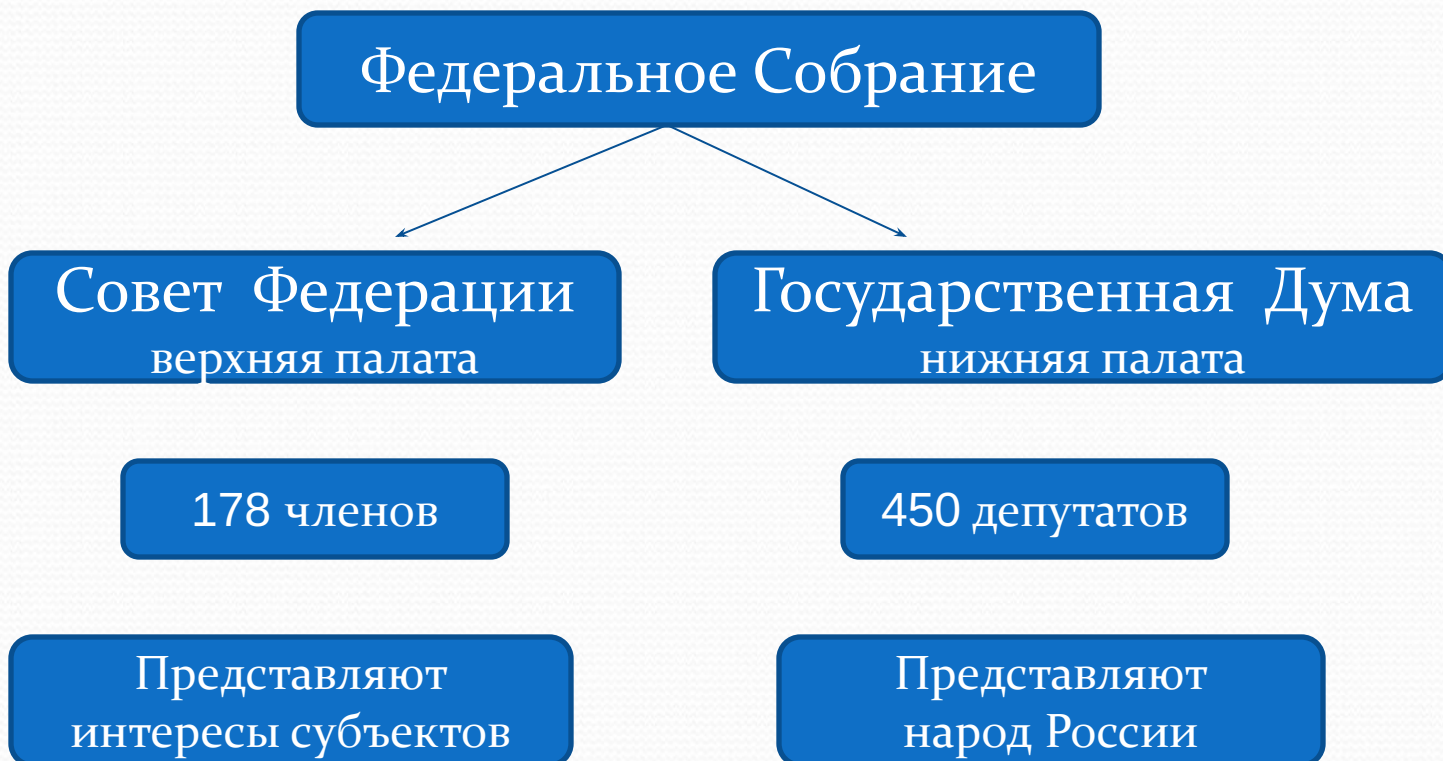 Федеральное Собрание
Совет Федерации
верхняя палата
Государственная Дума
нижняя палата
178 членов
450 депутатов
Представляют
интересы субъектов
Представляют
народ России